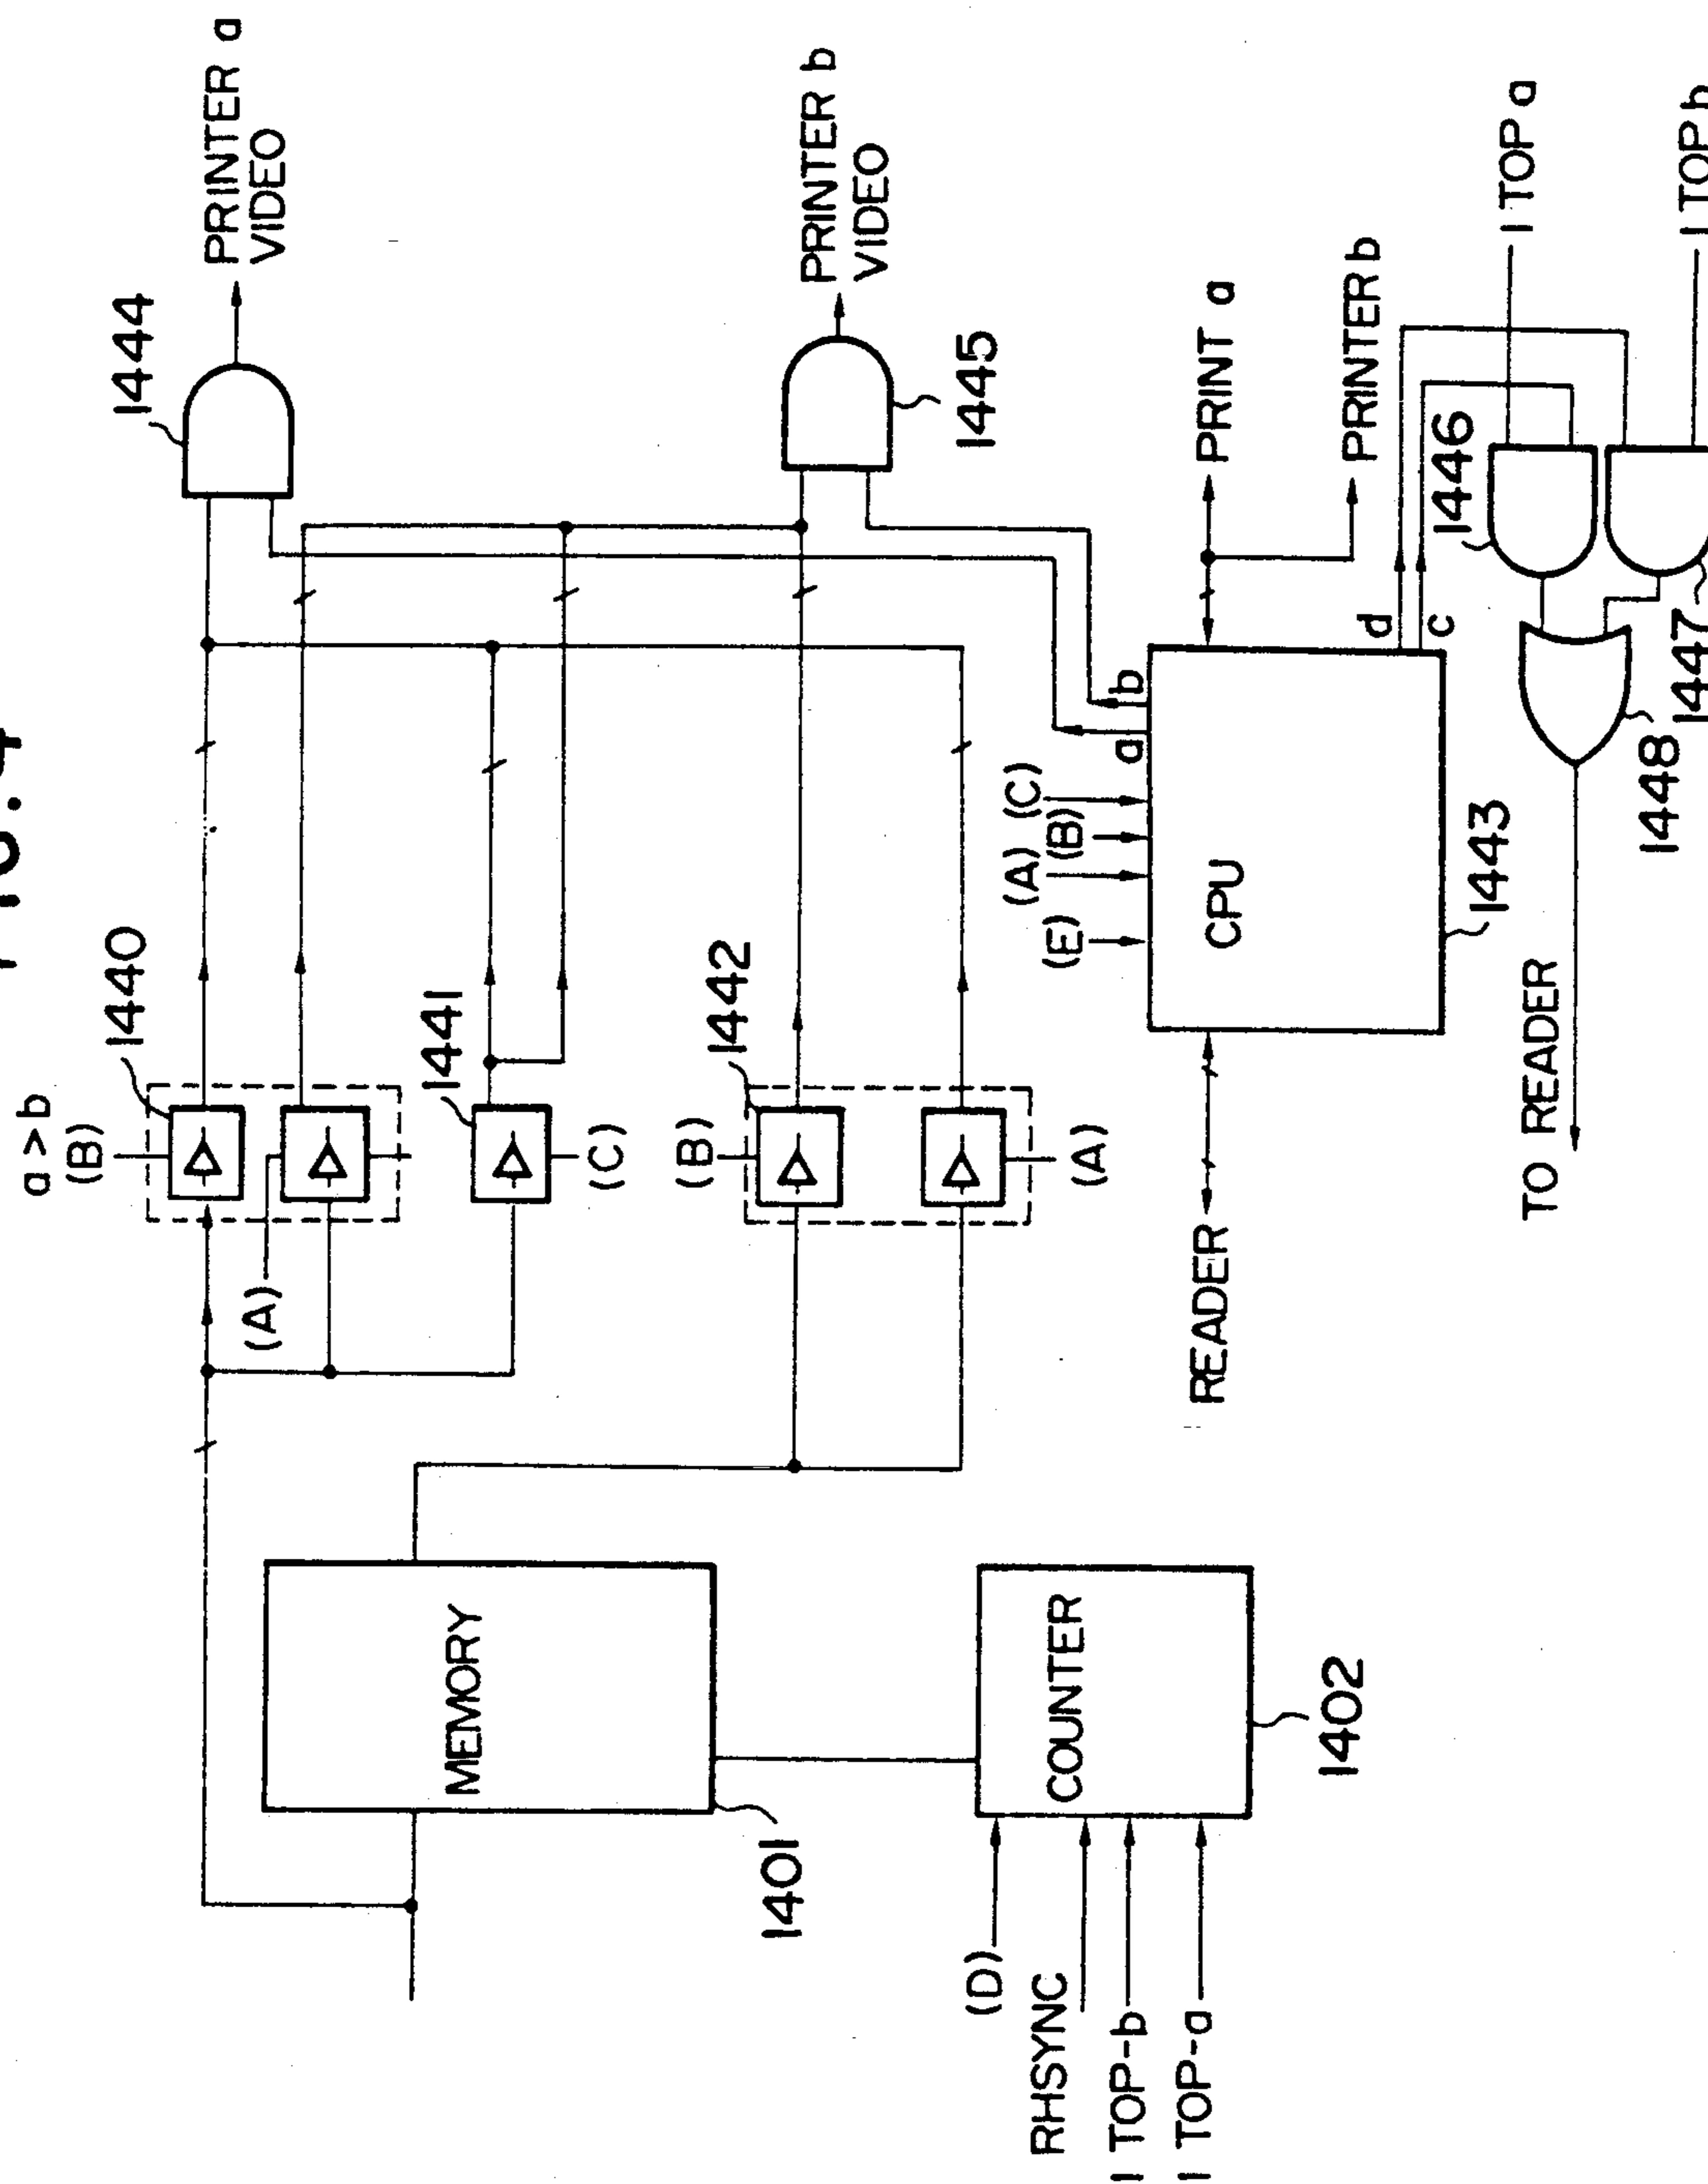 a > b
(B)
1440
1444
PRINTER a
VIDEO
(A)
1441
(C)
(B)
1442
(A)
PRINTER b
VIDEO
1445
MEMORY
1401
(D)
RHSYNC
I TOP-b
I TOP-a
COUNTER
1402
READER
(E)
(A)
(B)
(C)
a
b
CPU
d
c
1443
PRINT a
PRINTER b
1446
I TOP a
I TOP b
1447
1448
TO READER